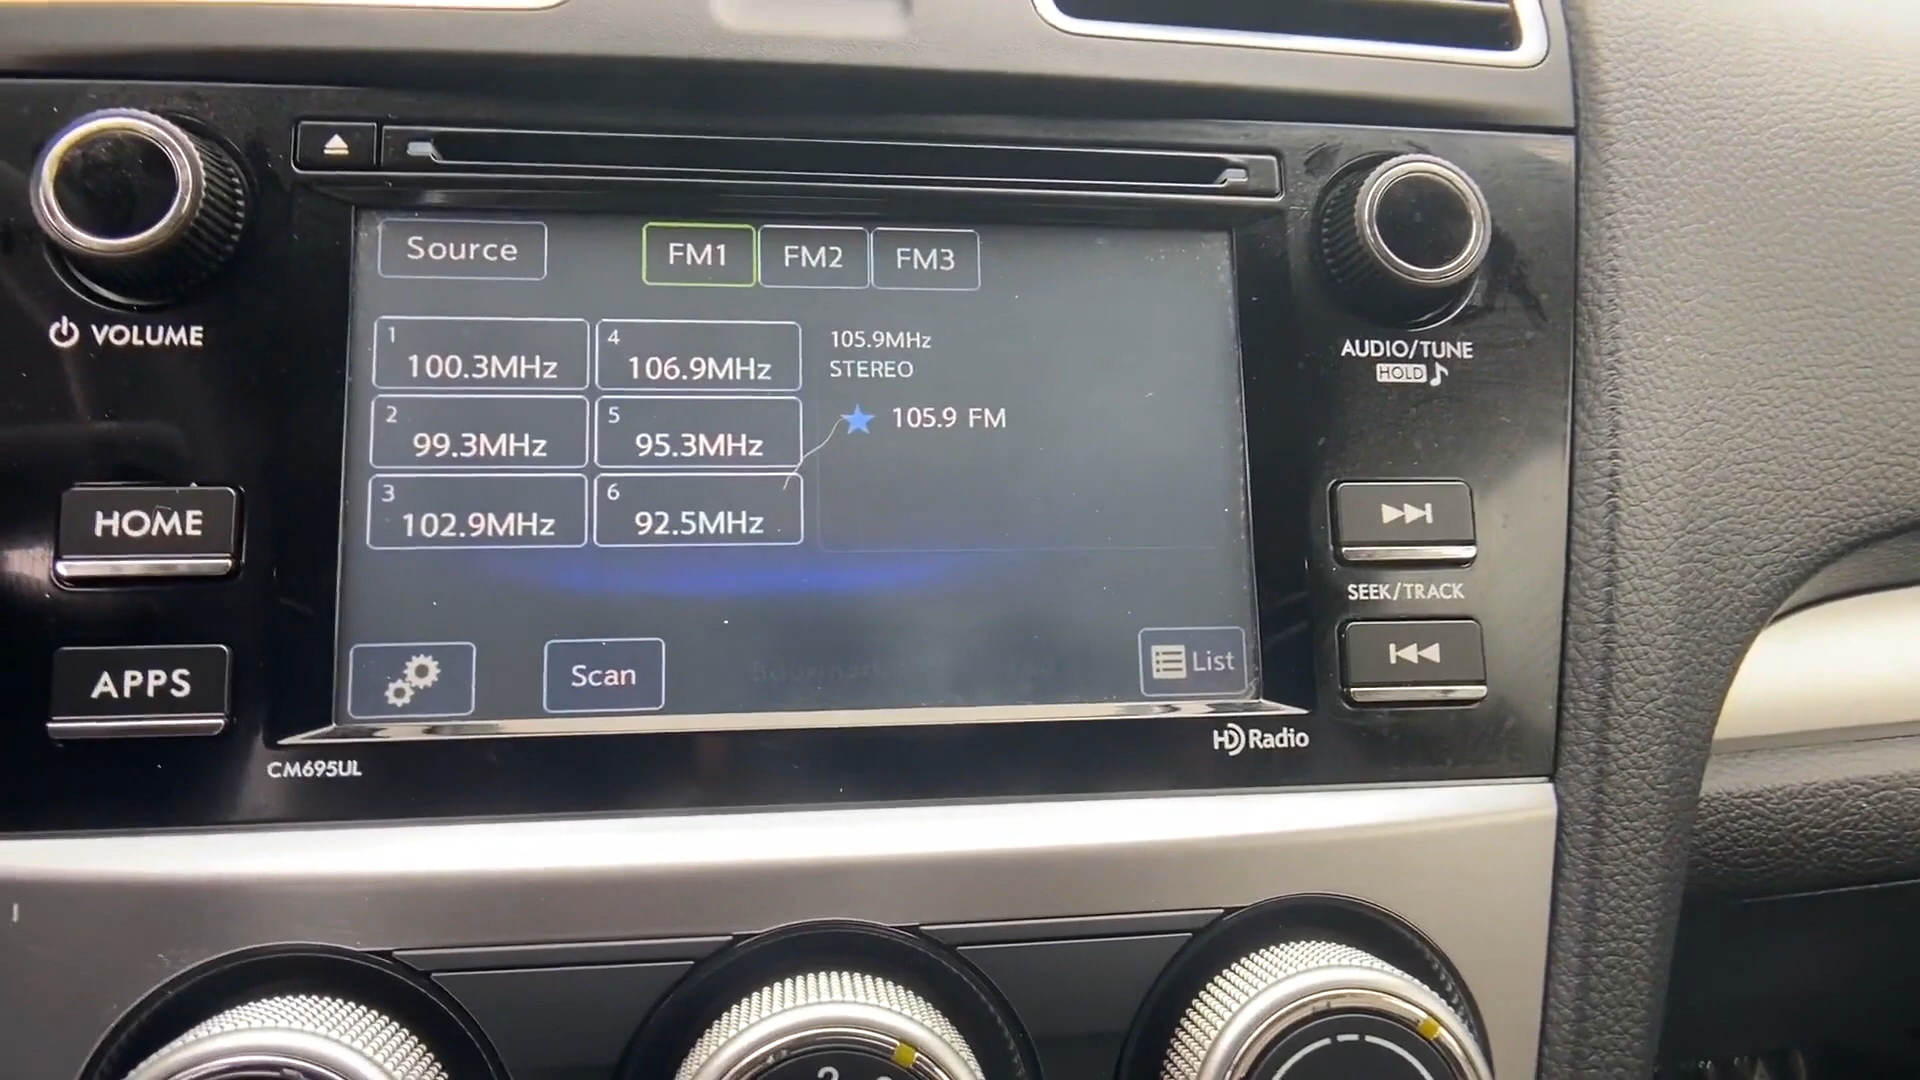 VOLUME
HOME
APPS
Source
FM1
FM2
FM3
1
100.3MHz
4
106.9MHz
2
99.3MHz
5
95.3MHz
3
102.9MHz
6
92.5MHz
105.9MHz
STEREO
105.9 FM
Scan
List
AUDIO/TUNE
HOLD
SEEK/TRACK
CM695UL
HD Radio
2